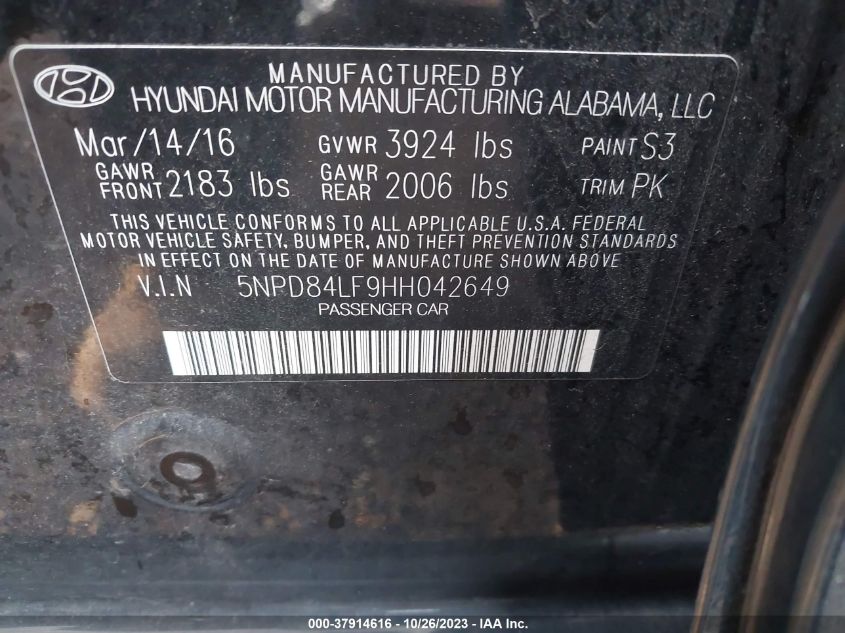 MANUFACTURED BY
HYUNDAI MOTOR MANUFACTURING ALABAMA, LLC
Mar/14/16 GVWR 3924 lbs PAINT S3
GAWR FRONT 2183 lbs GAWR REAR 2006 lbs TRIM PK
THIS VEHICLE CONFORMS TO ALL APPLICABLE U.S.A. FEDERAL
MOTOR VEHICLE SAFETY, BUMPER, AND THEFT PREVENTION STANDARDS
IN EFFECT ON THE DATE OF MANUFACTURE SHOWN ABOVE
V.I.N 5NPD84LF9HH042649
PASSENGER CAR
000-37914616 - 10/26/2023 - IAA Inc.